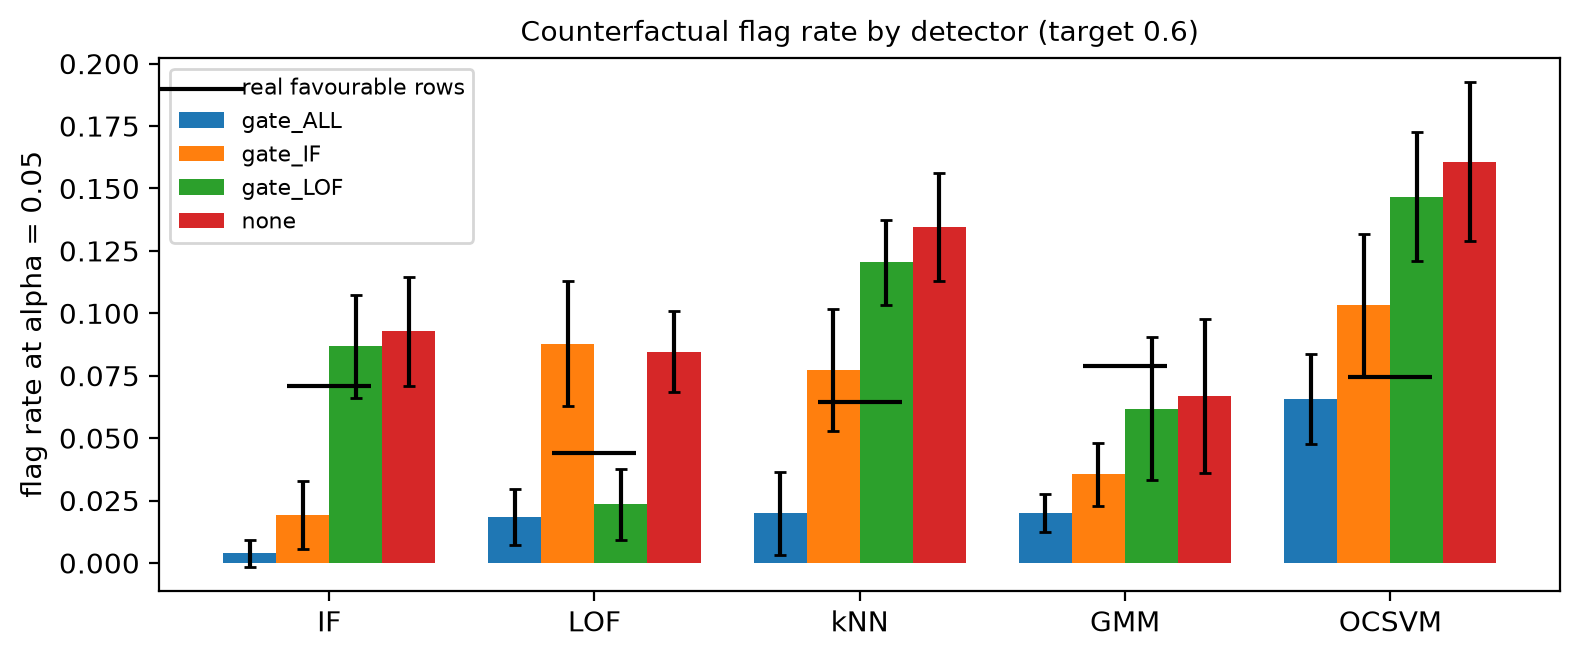 Counterfactual flag rate by detector (target 0.6)
flag rate at alpha = 0.05
0.200
0.175
0.150
0.125
0.100
0.075
0.050
0.025
0.000
real favourable rows
gate_ALL
gate_IF
gate_LOF
none
IF
LOF
kNN
GMM
OCSVM